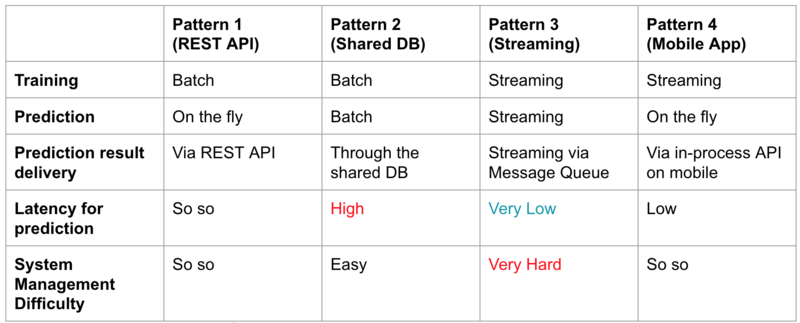 Pattern 1 (REST API) Pattern 2 (Shared DB) Pattern 3 (Streaming) Pattern 4 (Mobile App)
Training Batch Batch Streaming Streaming
Prediction On the fly Batch Streaming On the fly
Prediction result delivery Via REST API Through the shared DB Streaming via Message Queue Via in-process API on mobile
Latency for prediction So so High Very Low Low
System Management Difficulty So so Easy Very Hard So so